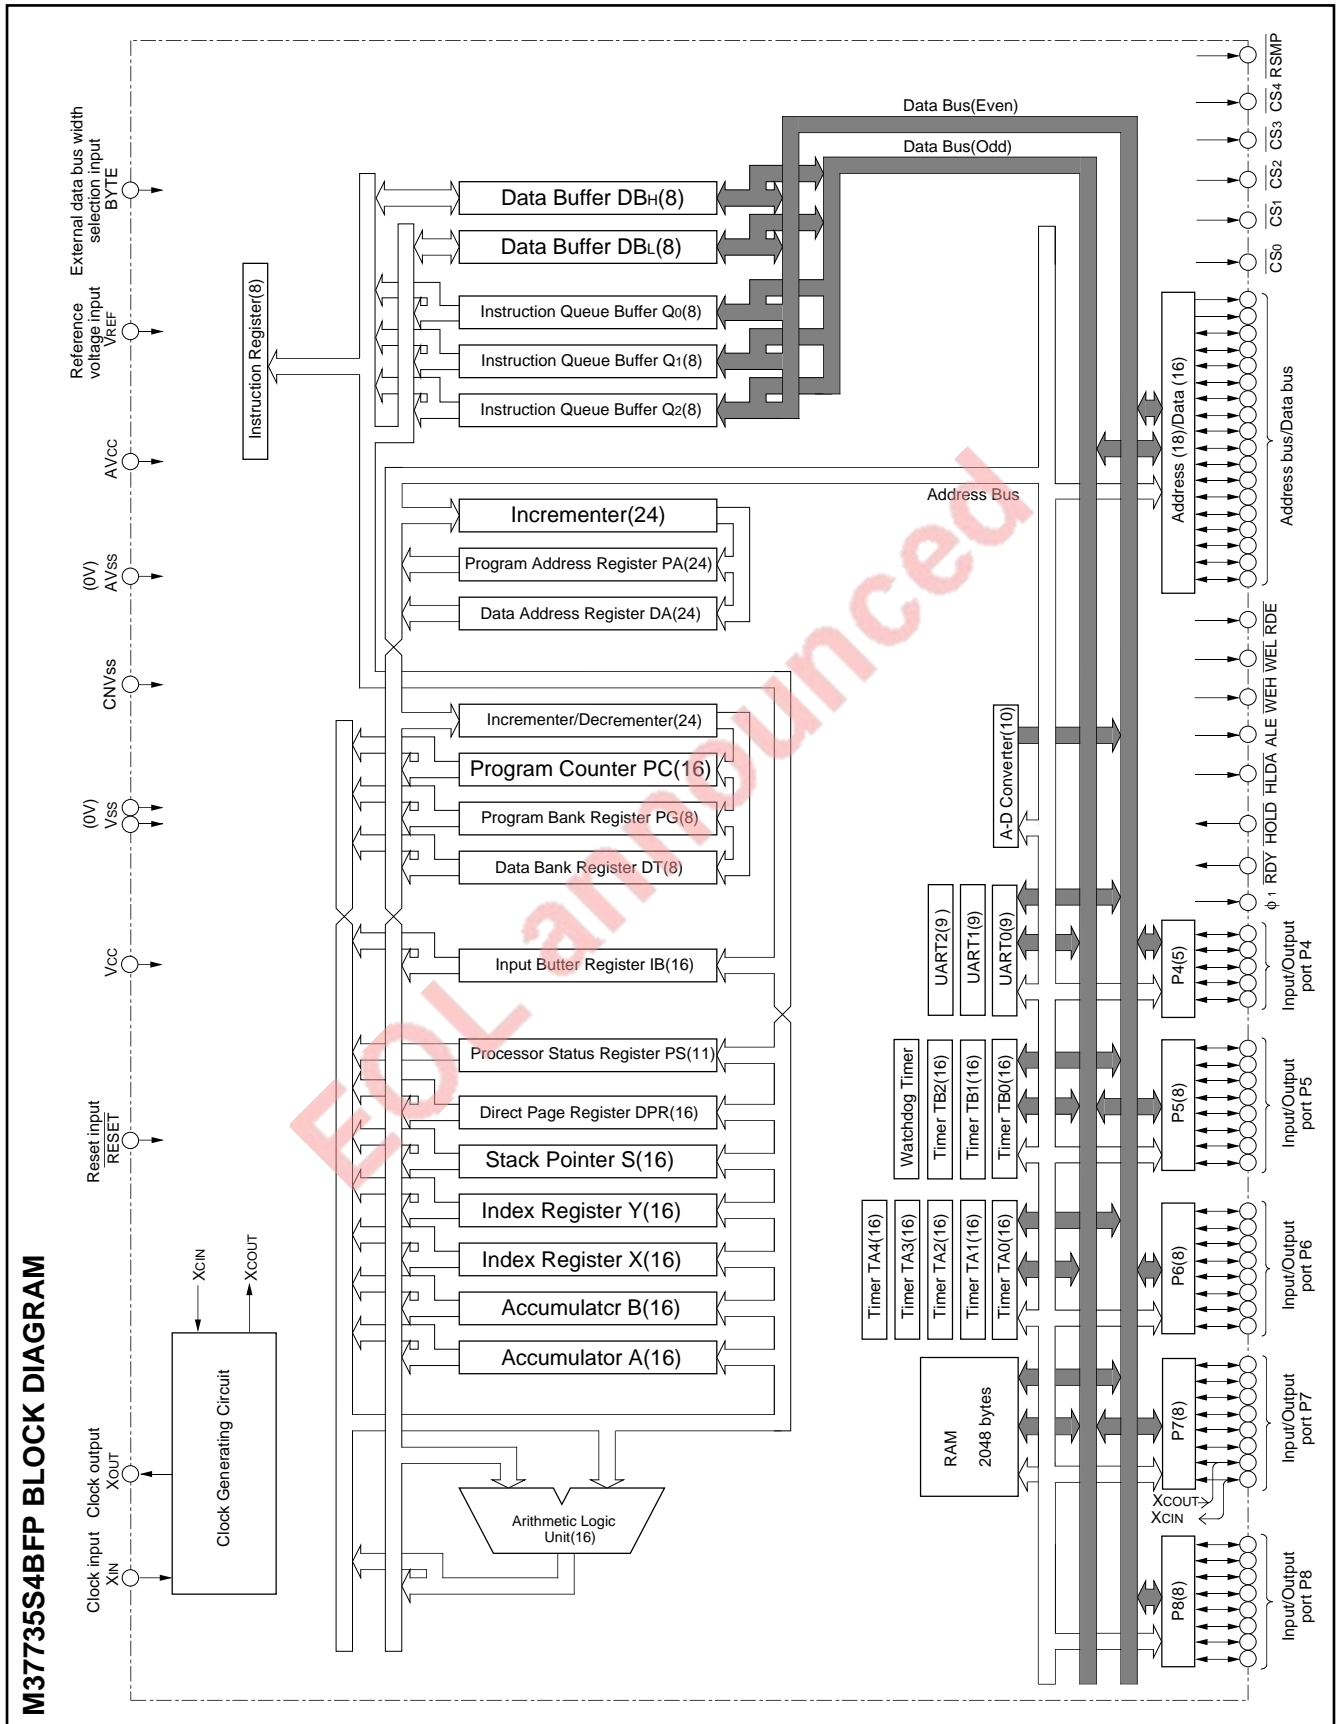 M37735S4BFP BLOCK DIAGRAM
Clock input
XIN
Clock output
XOUT
Reset input
RESET
VCC
(0V)
VSS
CNVss
(0V)
AVSS
AVCC
Reference
voltage input
VREF
External data bus width
selection input
BYTE
Clock Generating Circuit
XCIN
XCOUT
Instruction Register(8)
Data Buffer DBH(8)
Data Buffer DBL(8)
Instruction Queue Buffer Q0(8)
Instruction Queue Buffer Q1(8)
Instruction Queue Buffer Q2(8)
Incrementer(24)
Program Address Register PA(24)
Data Address Register DA(24)
Incrementer/Decrementer(24)
Program Counter PC(16)
Program Bank Register PG(8)
Data Bank Register DT(8)
Input Butter Register IB(16)
Processor Status Register PS(11)
Direct Page Register DPR(16)
Stack Pointer S(16)
Index Register Y(16)
Index Register X(16)
Accumulatcr B(16)
Accumulator A(16)
Arithmetic Logic
Unit(16)
Data Bus(Even)
Data Bus(Odd)
Address Bus
A-D Converter(10)
UART2(9 )
UART1(9)
UART0(9)
Watchdog Timer
Timer TB2(16)
Timer TB1(16)
Timer TB0(16)
Timer TA4(16)
Timer TA3(16)
Timer TA2(16)
Timer TA1(16)
Timer TA0(16)
RAM
2048 bytes
Address (18)/Data (16)
P4(5)
P5(8)
P6(8)
P7(8)
P8(8)
XCOUT
XCIN
RSMP
CS4
CS3
CS2
CS1
CS0
Address bus/Data bus
RDE
WEL
WEH
ALE
HLDA
HOLD
RDY
ϕ 1
Input/Output
port P4
Input/Output
port P5
Input/Output
port P6
Input/Output
port P7
Input/Output
port P8
EOL announced